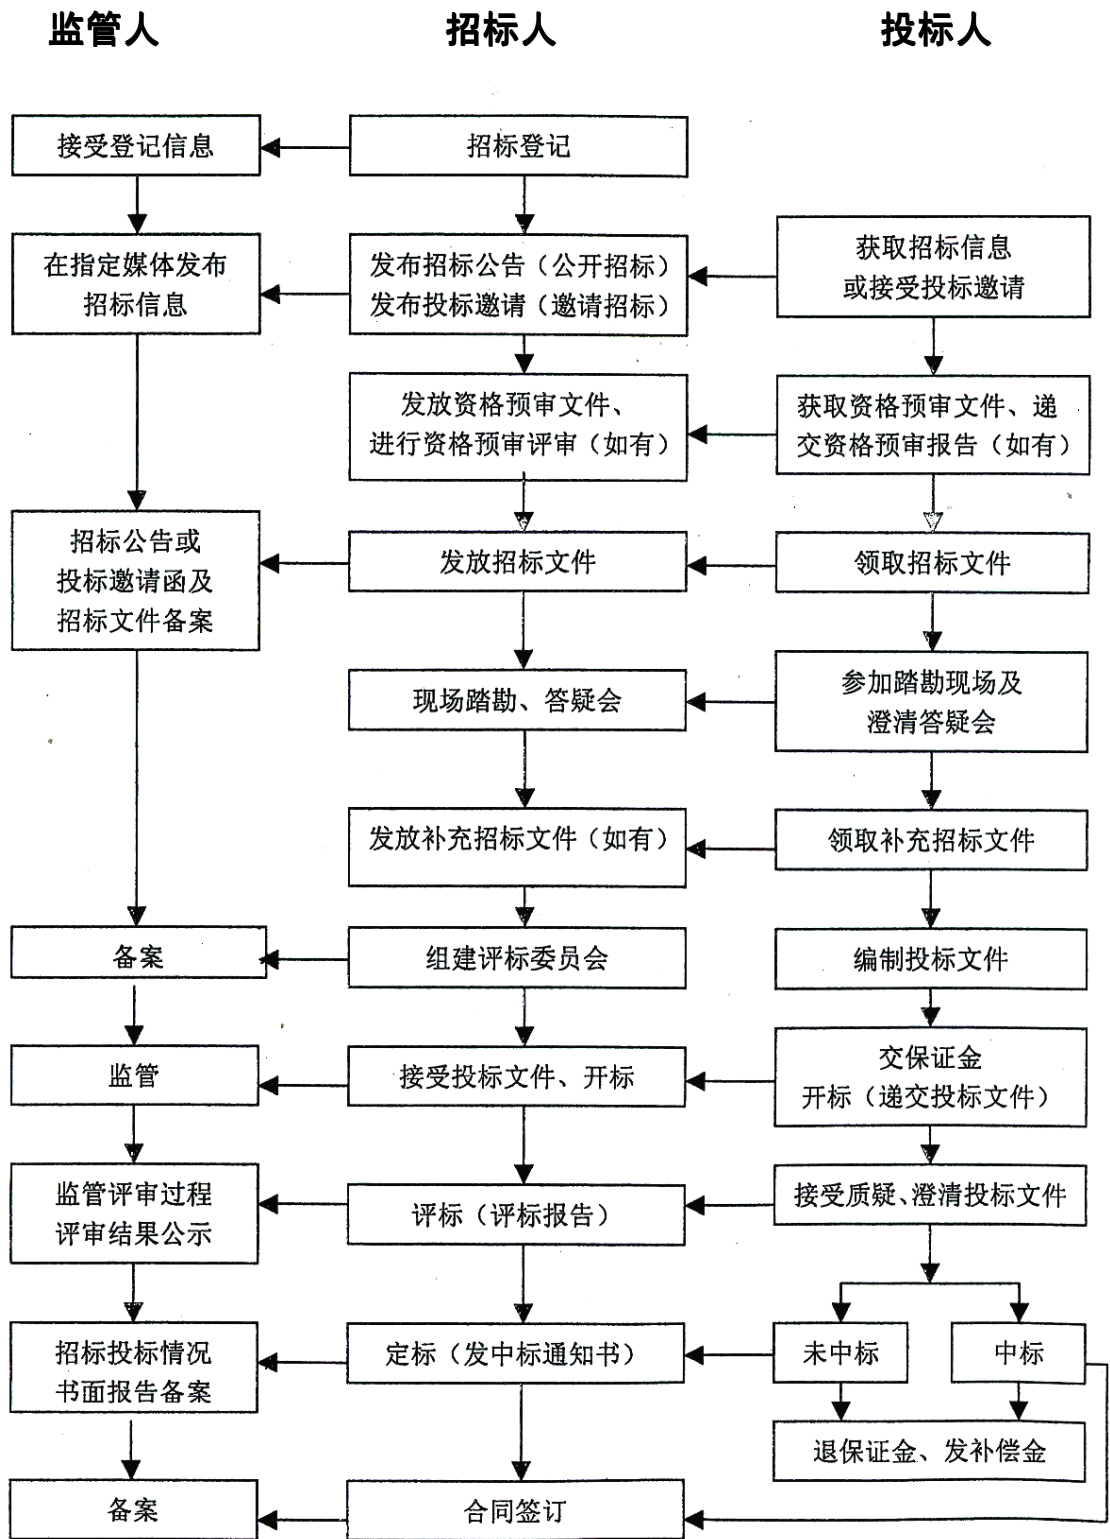 监管人
招标人
投标人
接受登记信息
招标登记
在指定媒体发布
招标信息
发布招标公告（公开招标）
发布投标邀请（邀请招标）
获取招标信息
或接受投标邀请
发放资格预审文件、
进行资格预审评审（如有）
获取资格预审文件、递
交资格预审报告（如有）
招标公告或
投标邀请函及
招标文件备案
发放招标文件
领取招标文件
现场踏勘、答疑会
参加踏勘现场及
澄清答疑会
发放补充招标文件（如有）
领取补充招标文件
备案
组建评标委员会
编制投标文件
监管
接受投标文件、开标
交保证金
开标（递交投标文件）
监管评审过程
评审结果公示
评标（评标报告）
接受质疑、澄清投标文件
招标投标情况
书面报告备案
定标（发中标通知书）
未中标
中标
退保证金、发补偿金
备案
合同签订